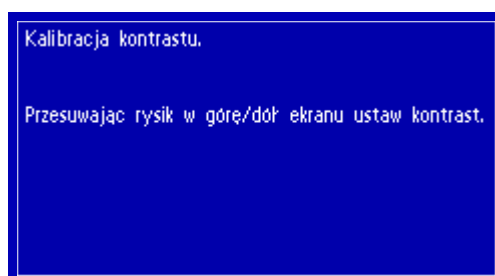 Kalibracja kontrastu.
Przesuwając rysik w górę/dół ekranu ustaw kontrast.